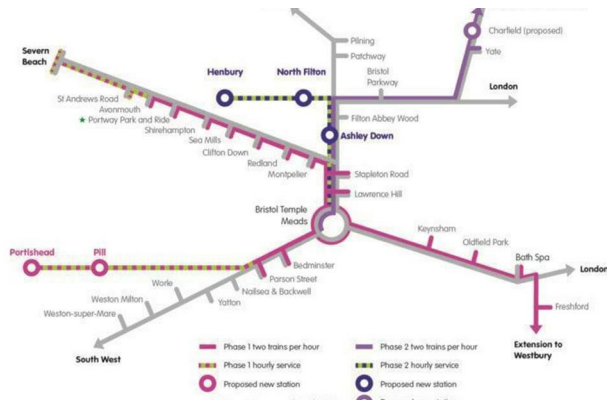 Pilning
Charfield (proposed)
Severn
Beach
Patchway
Yate
Henbury
North Filton
Bristol
Parkway
London
St Andrews Road
Avonmouth
★ Portway Park and Ride
Shirehampton
Sea Mills
Clifton Down
Redland
Montpelier
Filton Abbey Wood
Ashley Down
Stapleton Road
Lawrence Hill
Bristol Temple
Meads
Keynsham
Oldfield Park
Bath Spa
London
Portishead
Pill
Bedminster
Parson Street
Nailsea & Backwell
Yatton
Worle
Weston Milton
Weston-super-Mare
South West
Freshford
Extension to
Westbury
Phase 1 two trains per hour
Phase 2 two trains per hour
Phase 1 hourly service
Phase 2 hourly service
Proposed new station
Proposed new station